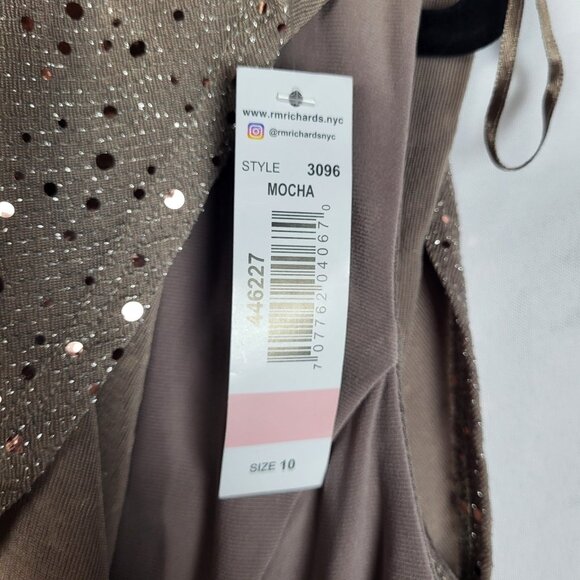 www.rmrichards.nyc
@rmrichardsnyc
STYLE 3096
MOCHA
446227
7 07762 04067 0
SIZE 10